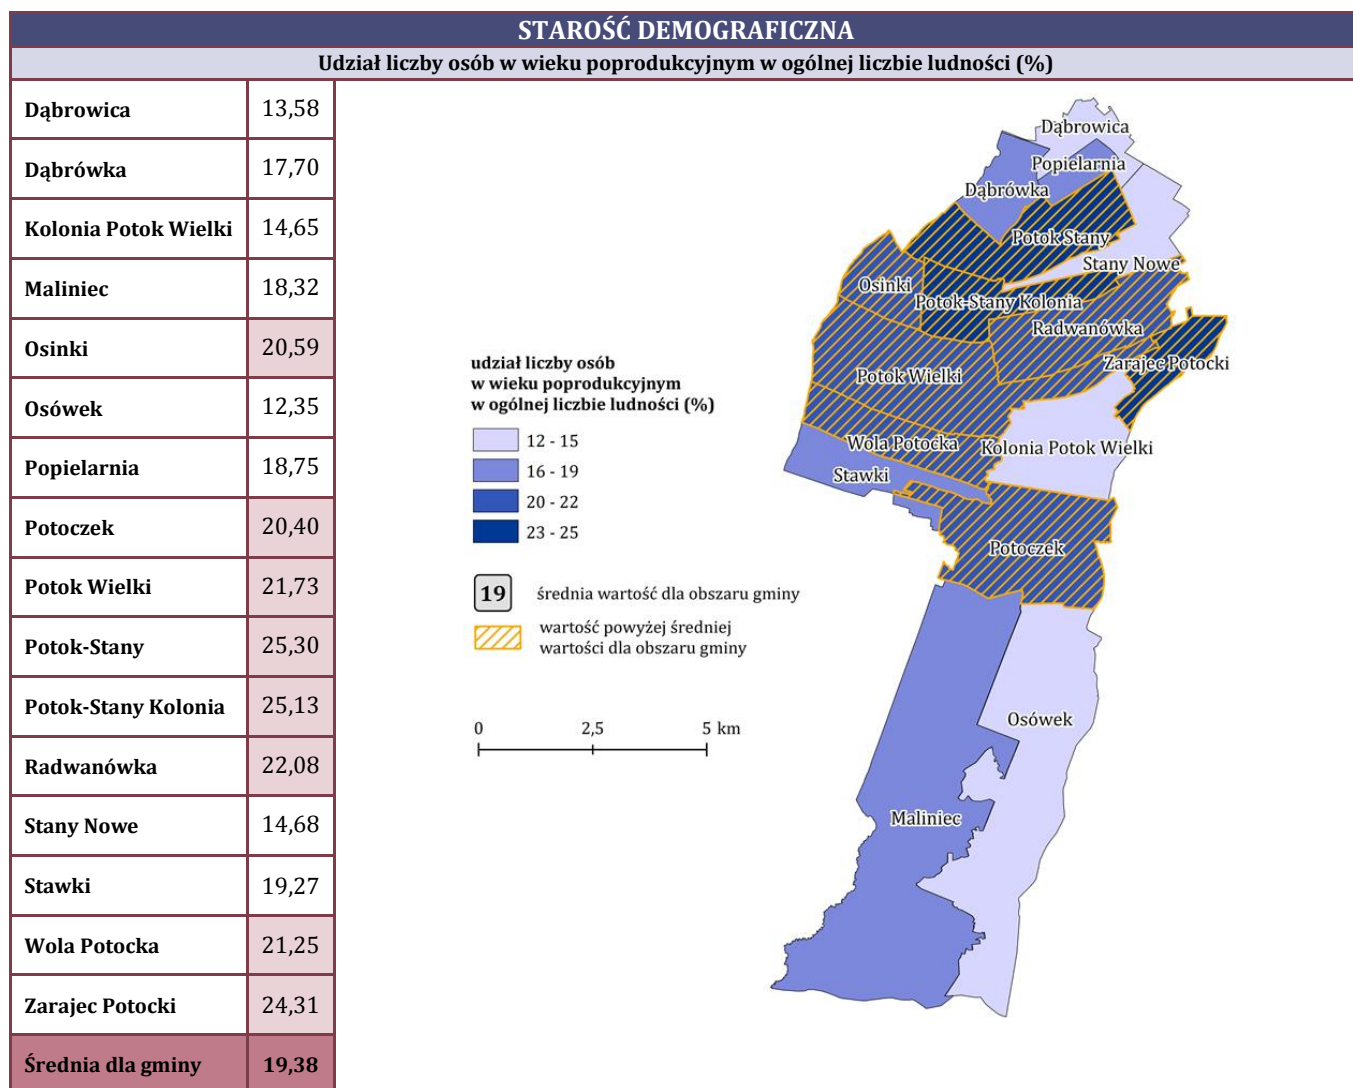 STAROŚĆ DEMOGRAFICZNA
Udział liczby osób w wieku poprodukcyjnym w ogólnej liczbie ludności (%)
Dąbrowica 13,58
Dąbrówka 17,70
Kolonia Potok Wielki 14,65
Maliniec 18,32
Osinki 20,59
Osówek 12,35
Popielarnia 18,75
Potoczek 20,40
Potok Wielki 21,73
Potok-Stany 25,30
Potok-Stany Kolonia 25,13
Radwanówka 22,08
Stany Nowe 14,68
Stawki 19,27
Wola Potocka 21,25
Zarajec Potocki 24,31
Średnia dla gminy 19,38
udział liczby osób
w wieku poprodukcyjnym
w ogólnej liczbie ludności (%)
12 - 15
16 - 19
20 - 22
23 - 25
19 średnia wartość dla obszaru gminy
wartość powyżej średniej
wartości dla obszaru gminy
0 2,5 5 km
Dąbrowica
Popielarnia
Dąbrówka
Potok Stany
Stany Nowe
Osinki
Potok-Stany Kolonia
Radwanówka
Zarajec Potocki
Potok Wielki
Wola Potocka
Kolonia Potok Wielki
Stawki
Potoczek
Osówek
Maliniec